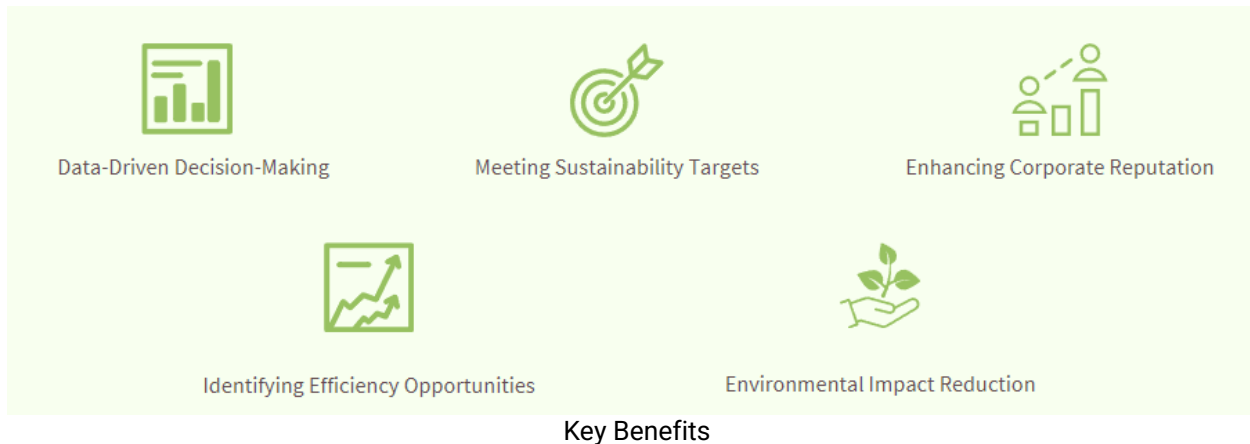 Data-Driven Decision-Making
Meeting Sustainability Targets
Enhancing Corporate Reputation
Identifying Efficiency Opportunities
Environmental Impact Reduction
Key Benefits